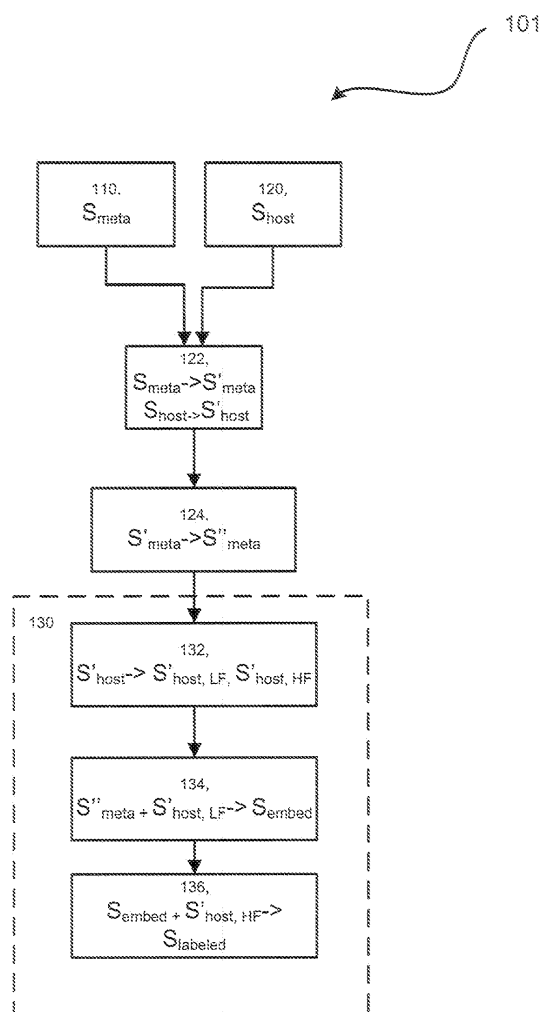 101
110.
Smeta
120,
Shost
122,
Smeta->S'meta
Shost->S'host
124.
S'meta->S"meta
130
132,
S'host-> S'host, LF, S'host, HF
134,
S"meta + S'host, LF-> Sembed
136,
Sembed + S'host, HF->
Slabeled